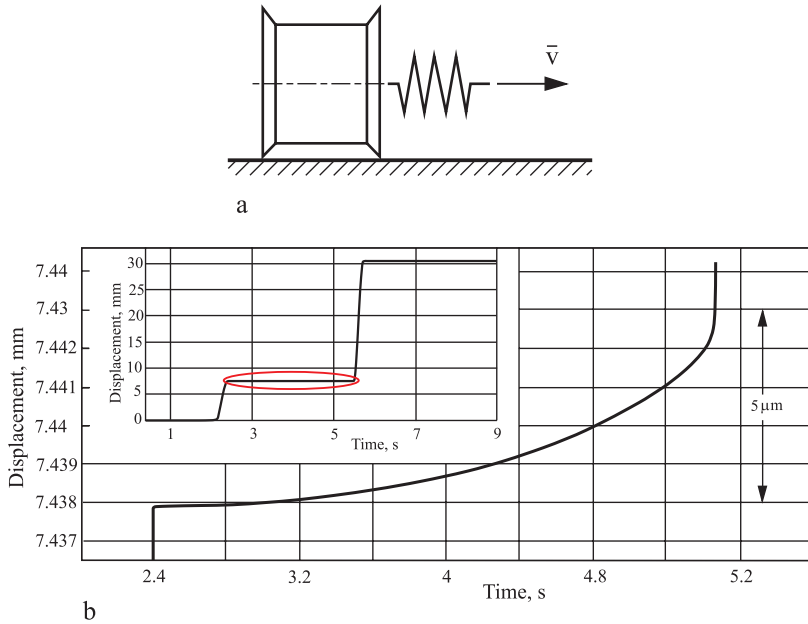 v̄
a
7.44
7.43
7.442
7.441
7.44
7.439
7.438
7.437
Displacement, mm
30
25
20
15
10
5
0
Displacement, mm
1 3 5 7 9
Time, s
5 μm
2.4 3.2 4 4.8 5.2
Time, s
b